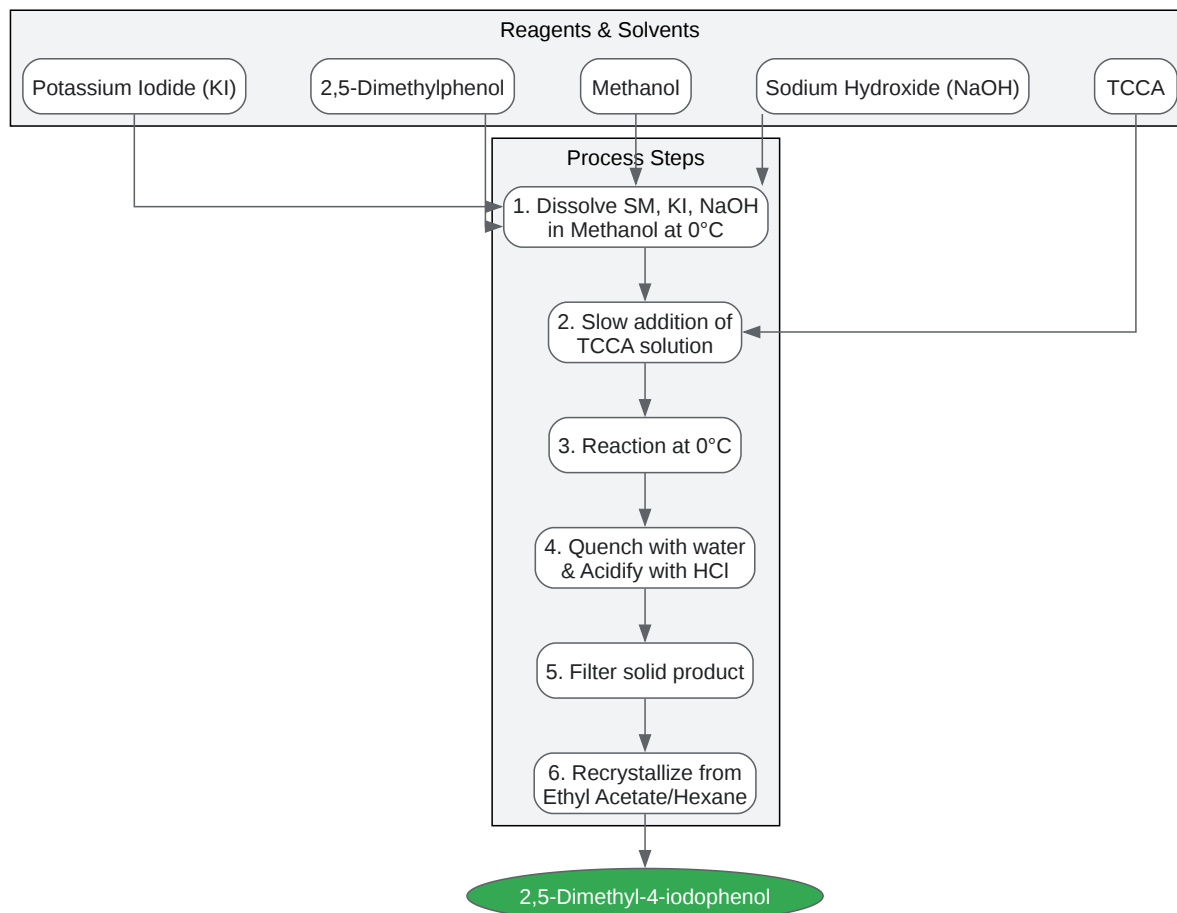 Reagents & Solvents
Potassium Iodide (KI)
2,5-Dimethylphenol
Methanol
Sodium Hydroxide (NaOH)
TCCA
Process Steps
1. Dissolve SM, KI, NaOH
in Methanol at 0°C
2. Slow addition of
TCCA solution
3. Reaction at 0°C
4. Quench with water
& Acidify with HCl
5. Filter solid product
6. Recrystallize from
Ethyl Acetate/Hexane
2,5-Dimethyl-4-iodophenol